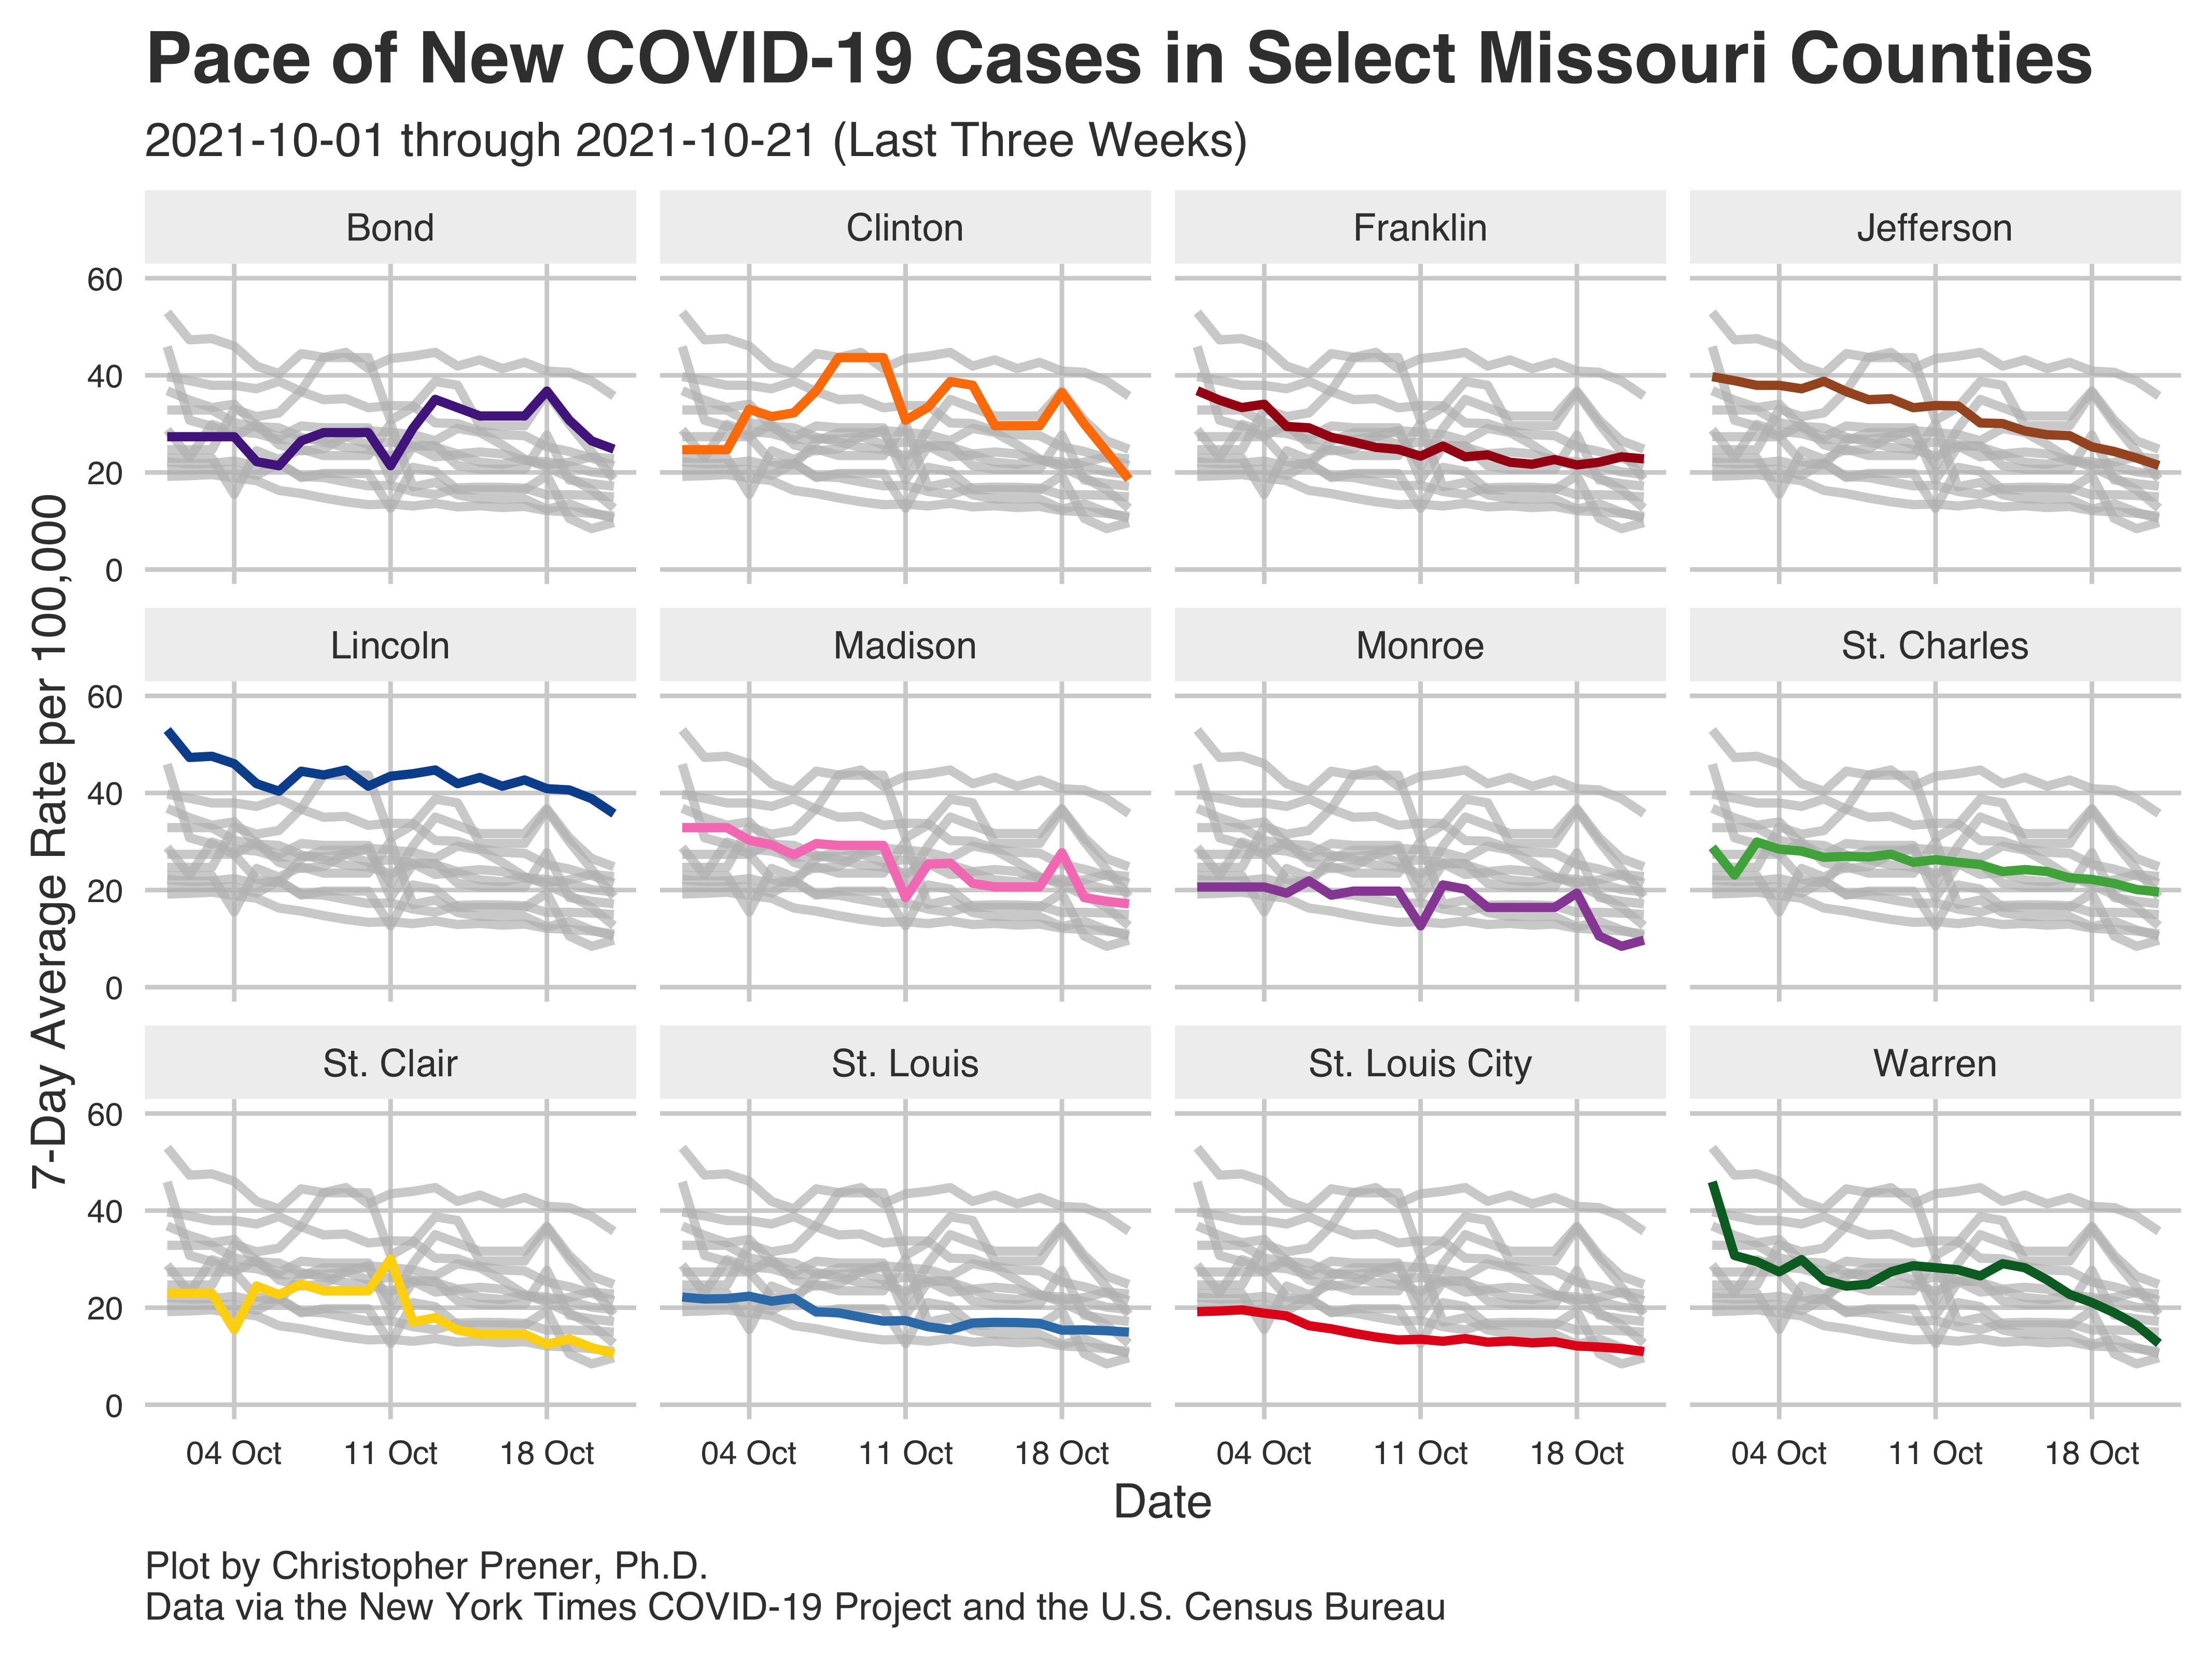 Pace of New COVID-19 Cases in Select Missouri Counties
2021-10-01 through 2021-10-21 (Last Three Weeks)
Bond Clinton Franklin Jefferson
60
40
20
0
Lincoln Madison Monroe St. Charles
60
40
20
0
St. Clair St. Louis St. Louis City Warren
60
40
20
0
7-Day Average Rate per 100,000
04 Oct 11 Oct 18 Oct 04 Oct 11 Oct 18 Oct 04 Oct 11 Oct 18 Oct 04 Oct 11 Oct 18 Oct
Date
Plot by Christopher Prener, Ph.D.
Data via the New York Times COVID-19 Project and the U.S. Census Bureau